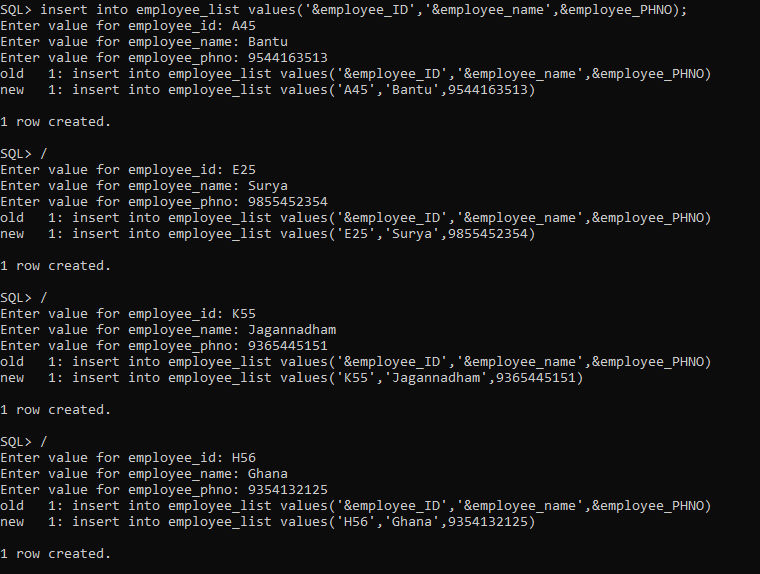 SQL> insert into employee_list values('&employee_ID','&employee_name',&employee_PHNO);
Enter value for employee_id: A45
Enter value for employee_name: Bantu
Enter value for employee_phno: 9544163513
old   1: insert into employee_list values('&employee_ID','&employee_name',&employee_PHNO)
new   1: insert into employee_list values('A45','Bantu',9544163513)
1 row created.
SQL> /
Enter value for employee_id: E25
Enter value for employee_name: Surya
Enter value for employee_phno: 9855452354
old   1: insert into employee_list values('&employee_ID','&employee_name',&employee_PHNO)
new   1: insert into employee_list values('E25','Surya',9855452354)
1 row created.
SQL> /
Enter value for employee_id: K55
Enter value for employee_name: Jagannadham
Enter value for employee_phno: 9365445151
old   1: insert into employee_list values('&employee_ID','&employee_name',&employee_PHNO)
new   1: insert into employee_list values('K55','Jagannadham',9365445151)
1 row created.
SQL> /
Enter value for employee_id: H56
Enter value for employee_name: Ghana
Enter value for employee_phno: 9354132125
old   1: insert into employee_list values('&employee_ID','&employee_name',&employee_PHNO)
new   1: insert into employee_list values('H56','Ghana',9354132125)
1 row created.